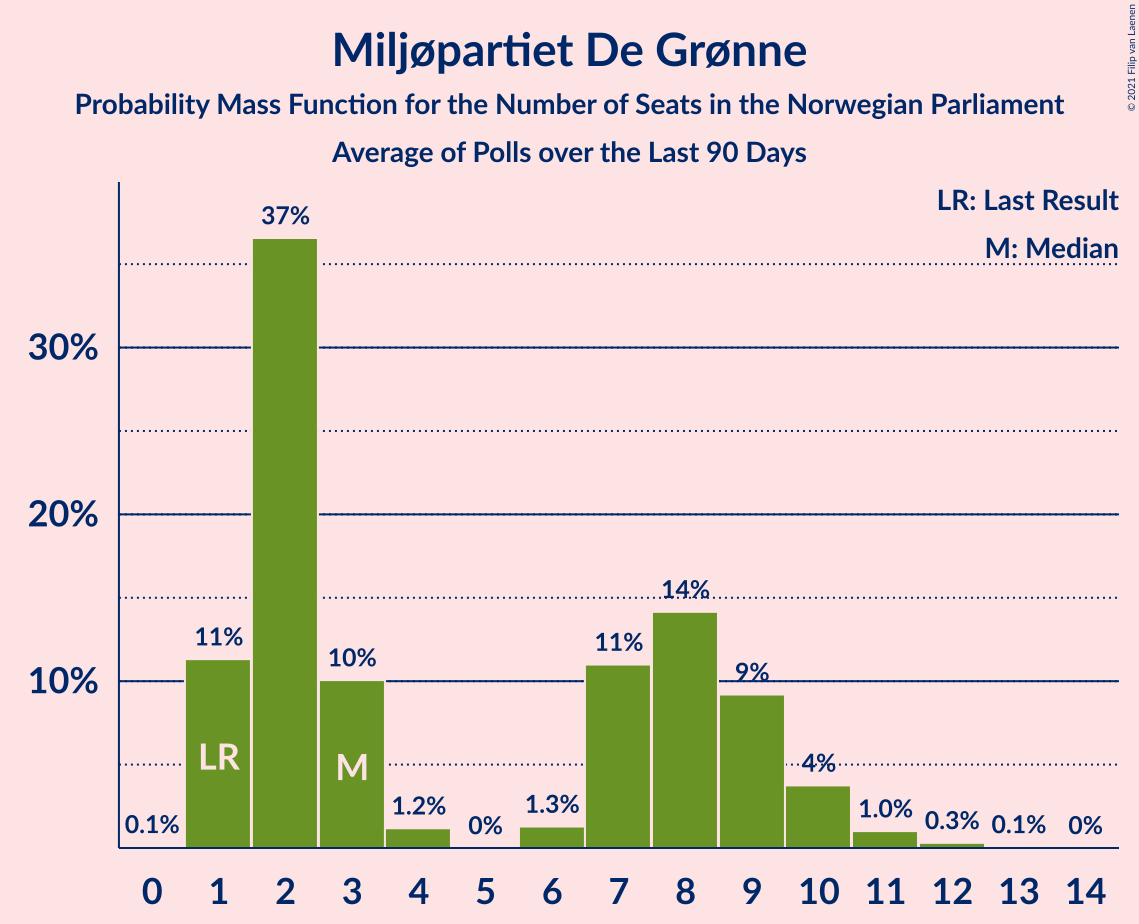 Miljøpartiet De Grønne
Probability Mass Function for the Number of Seats in the Norwegian Parliament
Average of Polls over the Last 90 Days
© 2021 Filip van Laenen
LR: Last Result
M: Median
37%
30%
20%
14%
11%
10%
11%
9%
10%
LR
M
4%
0.1%
1.2%
0%
1.3%
1.0%
0.3%
0.1%
0%
0 1 2 3 4 5 6 7 8 9 10 11 12 13 14